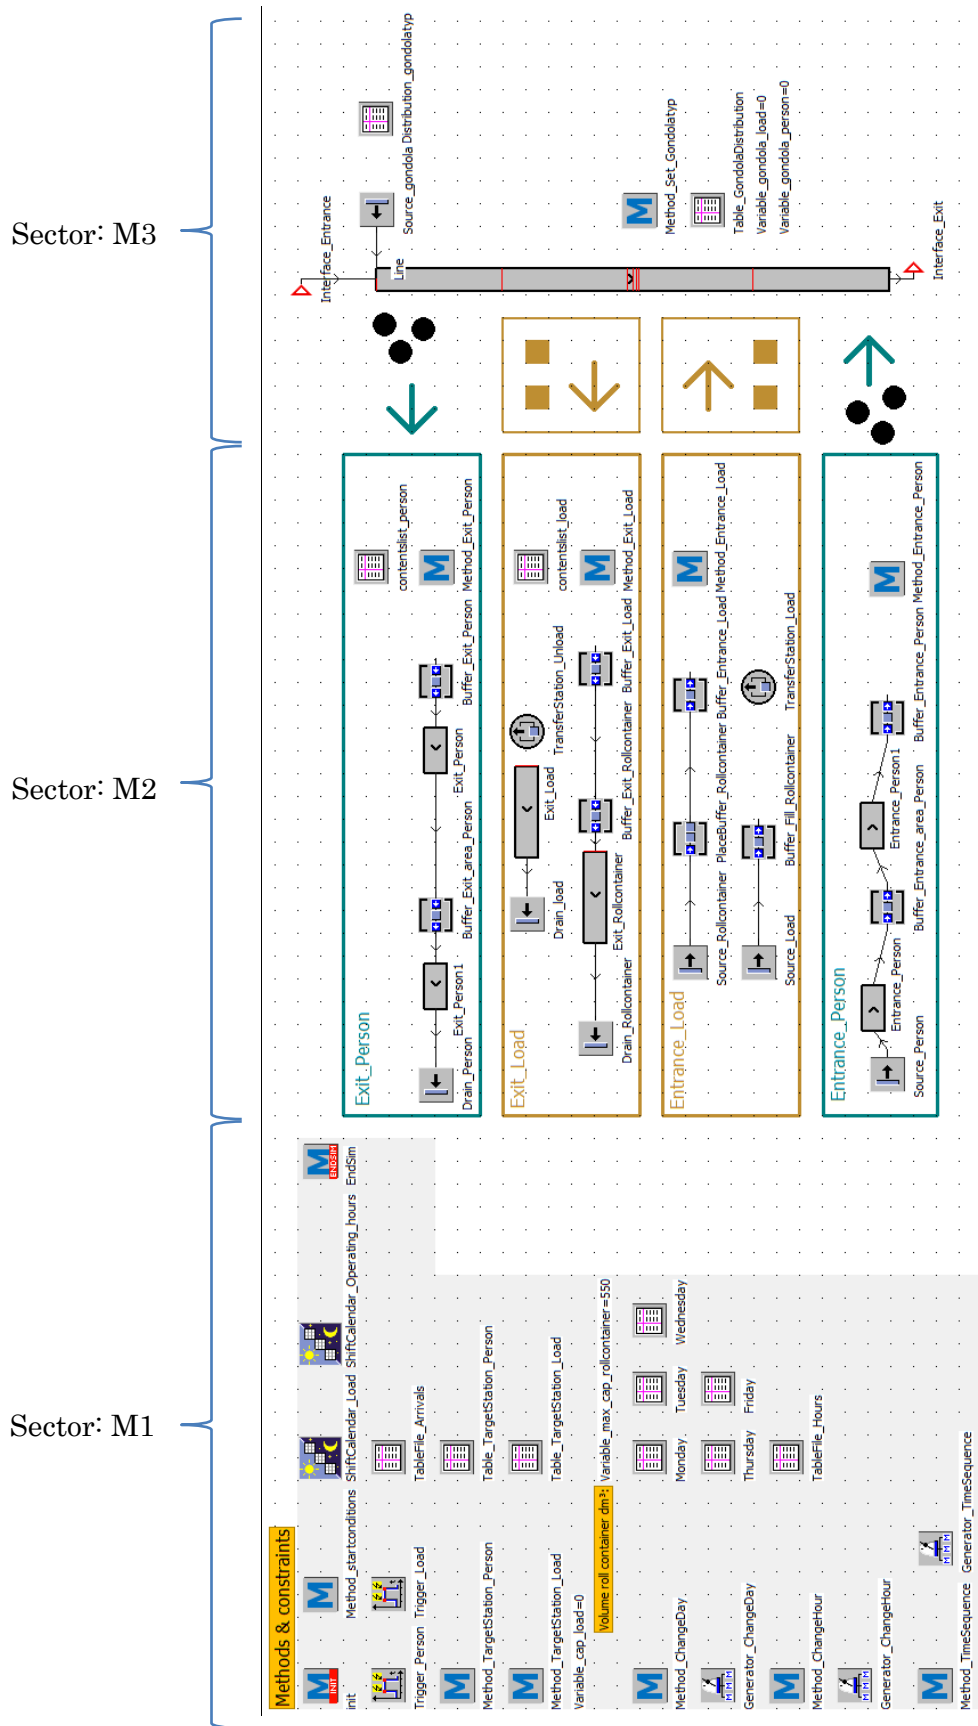 Sector: M3
Sector: M2
Sector: M1
Methods & constraints
INIT
init
Method_startconditions
ShiftCalendar_Load
ShiftCalendar_Operating_hours
ENDSIM
EndSim
Trigger_Person
Trigger_Load
TableFile_Arrivals
Method_TargetStation_Person
Table_TargetStation_Person
Method_TargetStation_Load
Table_TargetStation_Load
Variable_cap_load=0
Volume roll container dm³:
Variable_max_cap_rollcontainer=550
Method_ChangeDay
Monday
Tuesday
Wednesday
Generator_ChangeDay
Thursday
Friday
Method_ChangeHour
TableFile_Hours
Generator_ChangeHour
Method_TimeSequence
Generator_TimeSequence
Exit_Person
contentslist_person
Drain_Person
Exit_Person1
Buffer_Exit_area_Person
Exit_Person
Buffer_Exit_Person
Method_Exit_Person
Exit_Load
Drain_load
Exit_Load
TransferStation_Unload
contentslist_load
Drain_Rollcontainer
Exit_Rollcontainer
Buffer_Exit_Rollcontainer
Buffer_Exit_Load
Method_Exit_Load
Entrance_Load
Source_Rollcontainer
PlaceBuffer_Rollcontainer
Buffer_Entrance_Load
Method_Entrance_Load
Source_Load
Buffer_Fill_Rollcontainer
TransferStation_Load
Entrance_Person
Source_Person
Entrance_Person
Buffer_Entrance_area_Person
Entrance_Person1
Buffer_Entrance_Person
Method_Entrance_Person
Interface_Entrance
Line
Source_gondola
Distribution_gondolatyp
Method_Set_Gondolatyp
Table_GondolaDistribution
Variable_gondola_load=0
Variable_gondola_person=0
Interface_Exit